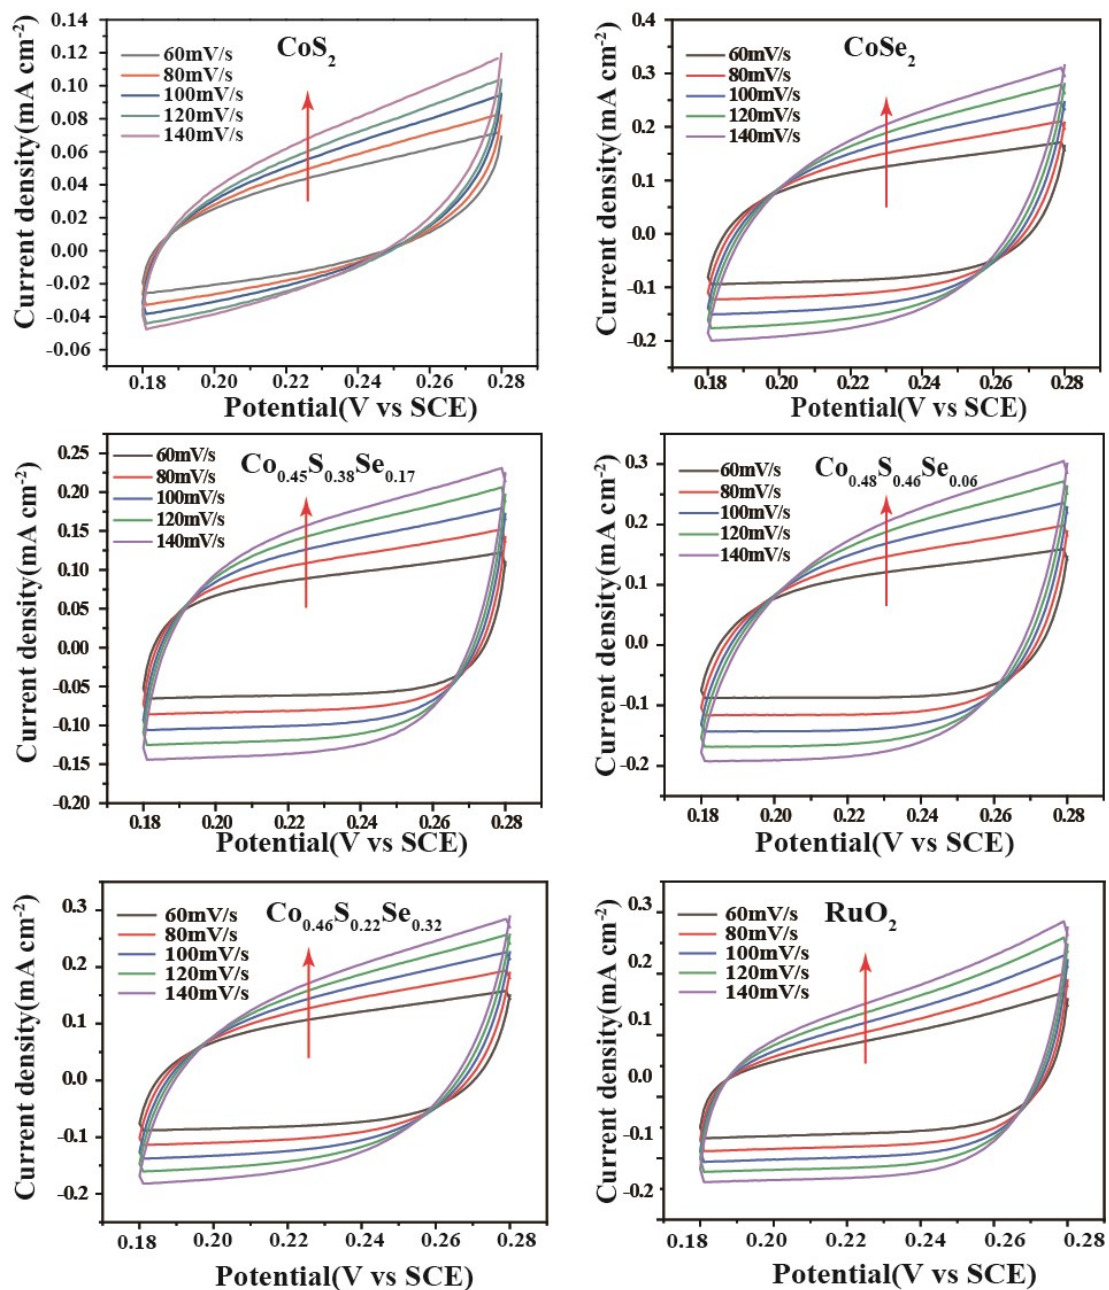 CoS2
60mV/s
80mV/s
100mV/s
120mV/s
140mV/s
0.14
0.12
0.10
0.08
0.06
0.04
0.02
0.00
-0.02
-0.04
-0.06
Current density(mA cm-2)
0.18 0.20 0.22 0.24 0.26 0.28
Potential(V vs SCE)
CoSe2
60mV/s
80mV/s
100mV/s
120mV/s
140mV/s
0.4
0.3
0.2
0.1
0.0
-0.1
-0.2
Current density(mA cm-2)
0.18 0.20 0.22 0.24 0.26 0.28
Potential(V vs SCE)
Co0.45S0.38Se0.17
60mV/s
80mV/s
100mV/s
120mV/s
140mV/s
0.25
0.20
0.15
0.10
0.05
0.00
-0.05
-0.10
-0.15
-0.20
Current density(mA cm-2)
0.18 0.20 0.22 0.24 0.26 0.28
Potential(V vs SCE)
Co0.48S0.46Se0.06
60mV/s
80mV/s
100mV/s
120mV/s
140mV/s
0.3
0.2
0.1
0.0
-0.1
-0.2
Current density(mA cm-2)
0.18 0.20 0.22 0.24 0.26 0.28
Potential(V vs SCE)
Co0.46S0.22Se0.32
60mV/s
80mV/s
100mV/s
120mV/s
140mV/s
0.3
0.2
0.1
0.0
-0.1
-0.2
Current density(mA cm-2)
0.18 0.20 0.22 0.24 0.26 0.28
Potential(V vs SCE)
RuO2
60mV/s
80mV/s
100mV/s
120mV/s
140mV/s
0.3
0.2
0.1
0.0
-0.1
-0.2
Current density(mA cm-2)
0.18 0.20 0.22 0.24 0.26 0.28
Potential(V vs SCE)